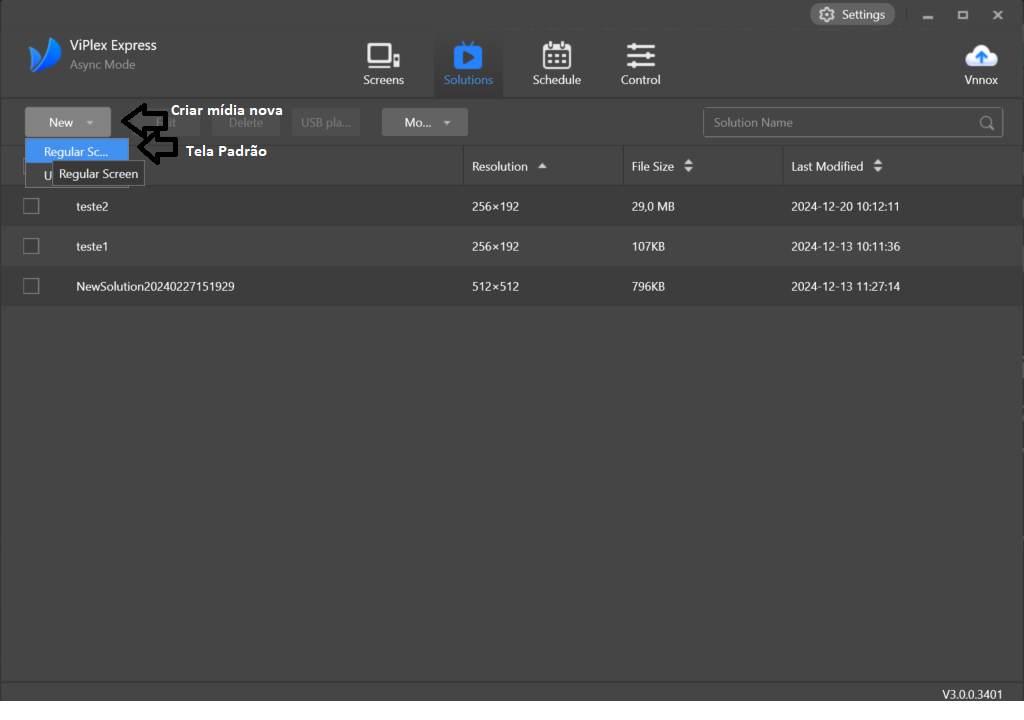 Settings
ViPlex Express
Async Mode
Screens
Solutions
Schedule
Control
Vnnox
New
Criar mídia nova
Delete
USB pla...
Mo...
Solution Name
Regular Sc...
Tela Padrão
Regular Screen
Resolution
File Size
Last Modified
teste2
256×192
29,0 MB
2024-12-20 10:12:11
teste1
256×192
107KB
2024-12-13 10:11:36
NewSolution20240227151929
512×512
796KB
2024-12-13 11:27:14
V3.0.0.3401